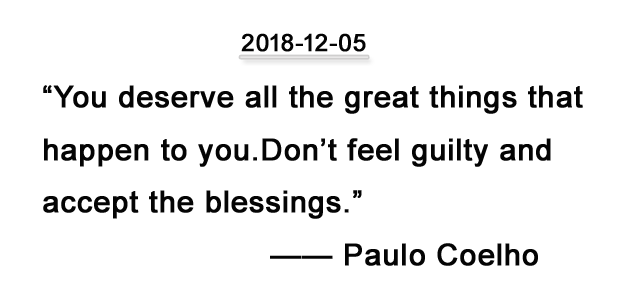 2018-12-05
“You deserve all the great things that
happen to you.Don’t feel guilty and
accept the blessings.”
—— Paulo Coelho